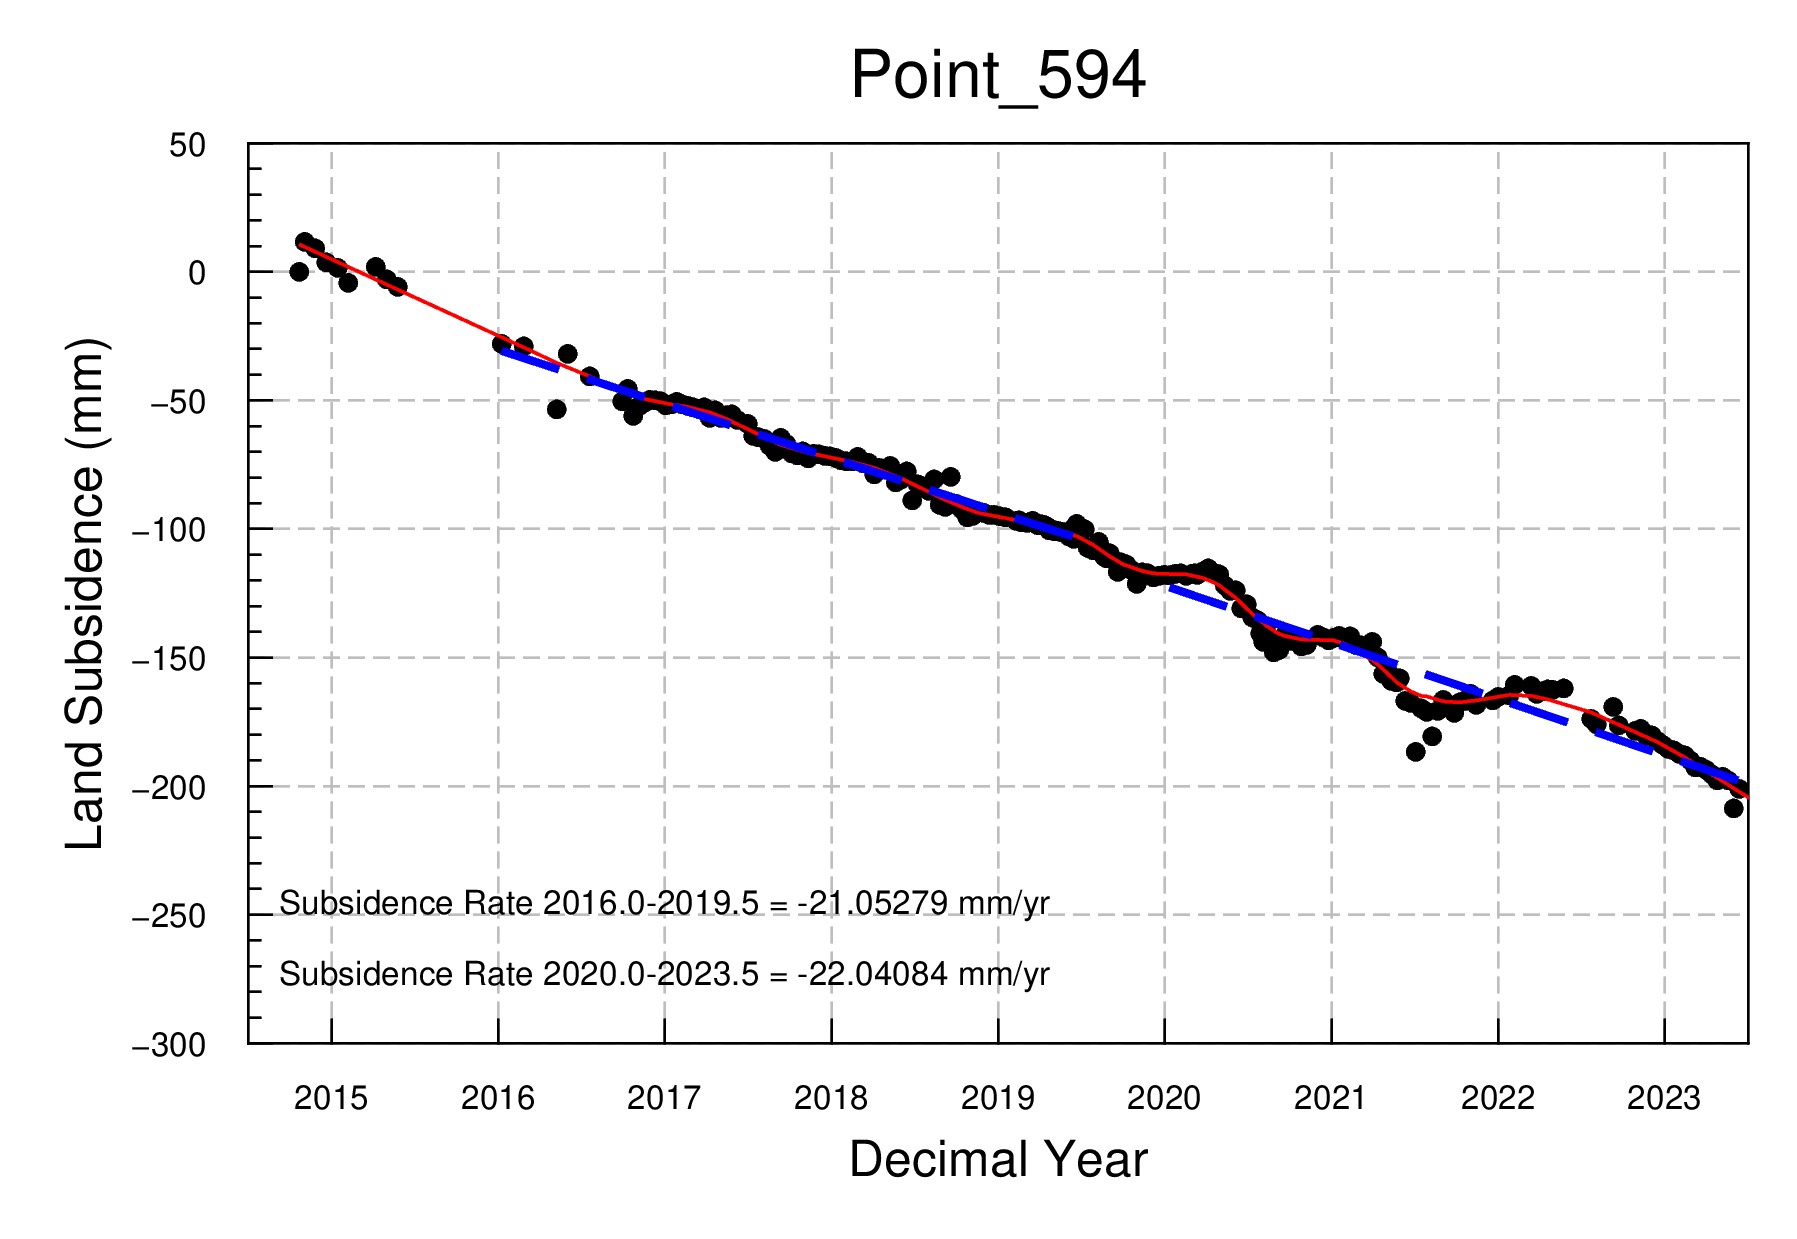 Point_594
50
0
−50
−100
−150
−200
−250
−300
Land Subsidence (mm)
Subsidence Rate 2016.0-2019.5 = -21.05279 mm/yr
Subsidence Rate 2020.0-2023.5 = -22.04084 mm/yr
2015 2016 2017 2018 2019 2020 2021 2022 2023
Decimal Year